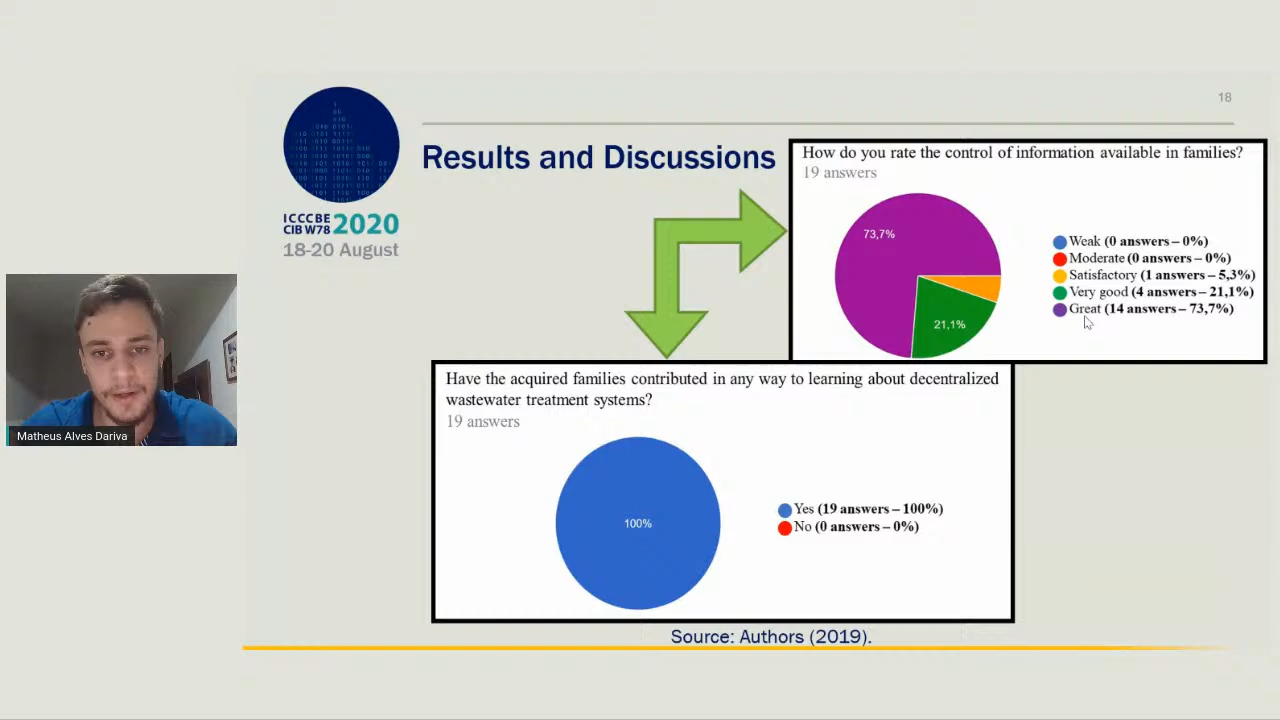 18
ICCCBE
CIB W78 2020
18-20 August
Results and Discussions
How do you rate the control of information available in families?
19 answers
73,7%
21,1%
Weak (0 answers – 0%)
Moderate (0 answers – 0%)
Satisfactory (1 answers – 5,3%)
Very good (4 answers – 21,1%)
Great (14 answers – 73,7%)
Have the acquired families contributed in any way to learning about decentralized
wastewater treatment systems?
19 answers
100%
Yes (19 answers – 100%)
No (0 answers – 0%)
Matheus Alves Dariva
Source: Authors (2019).